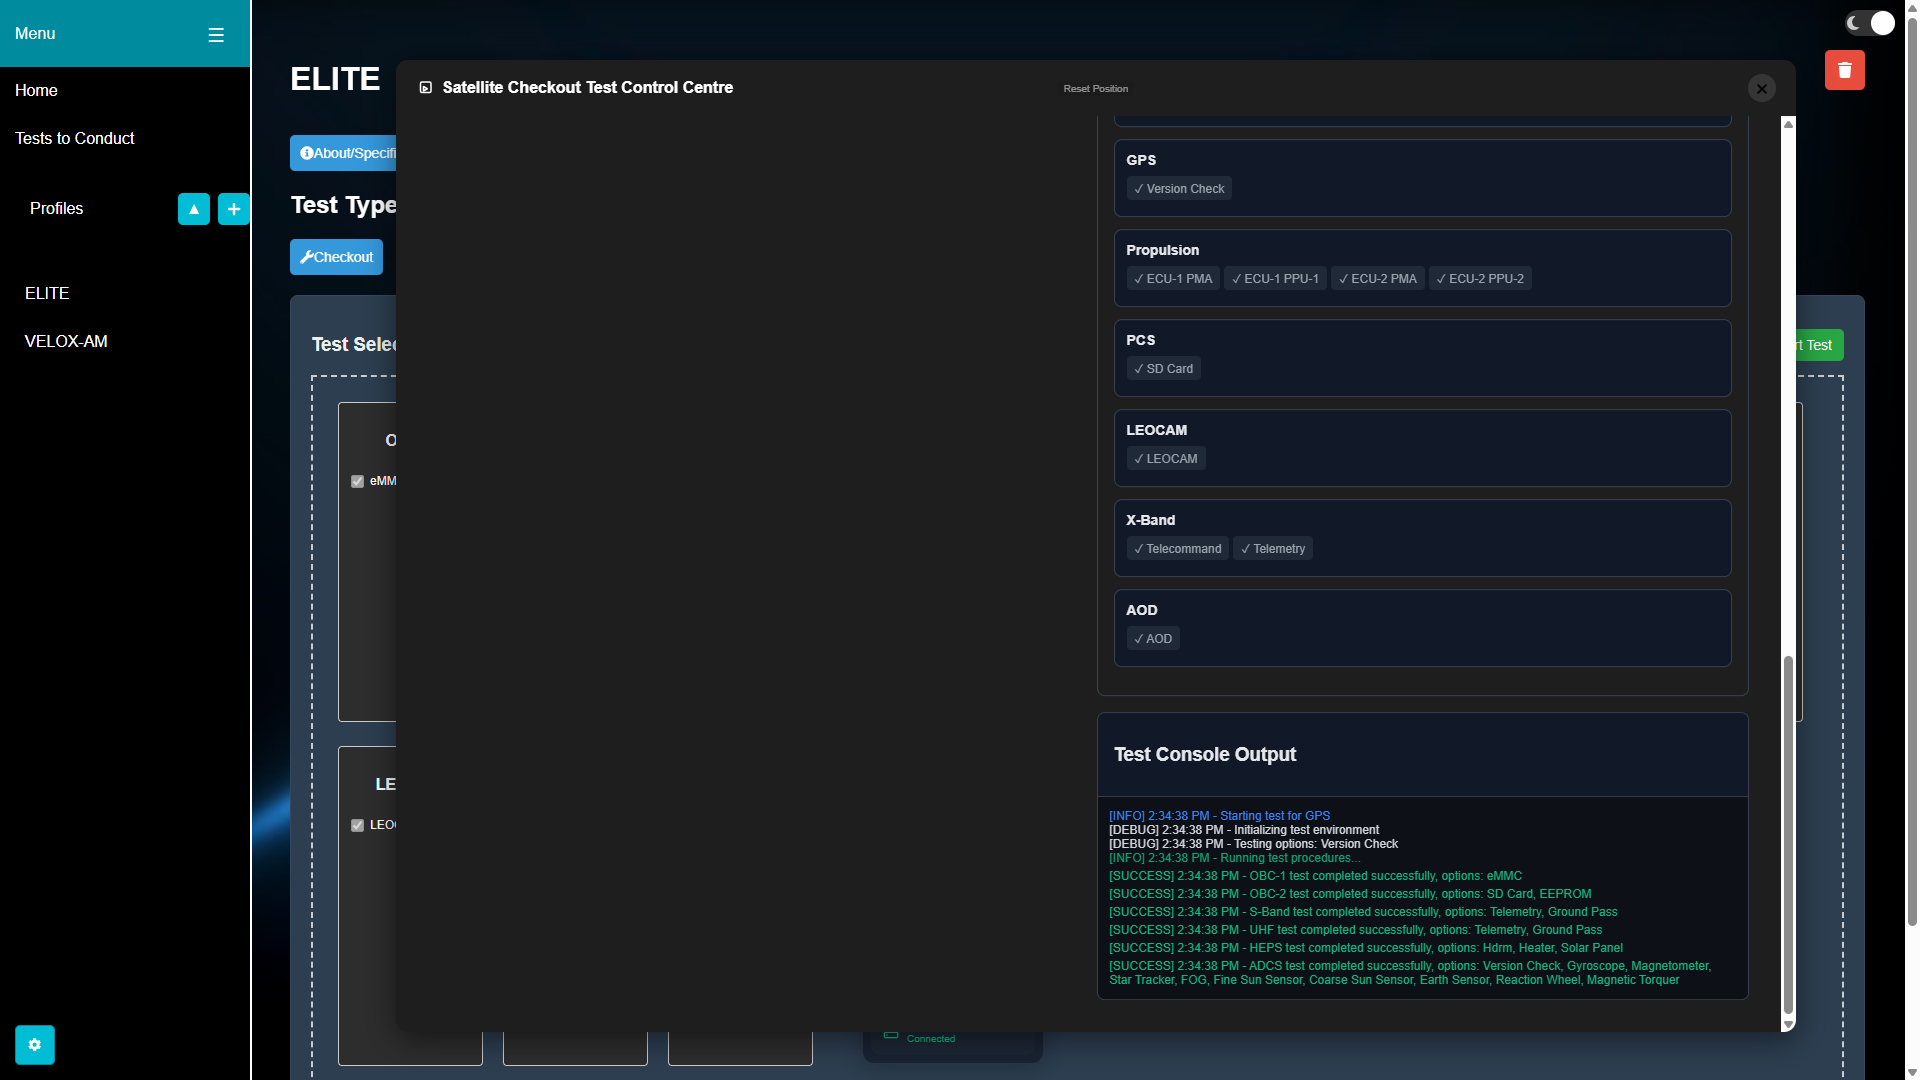 Menu
Home
Tests to Conduct
Profiles
ELITE
VELOX-AM
ELITE
About/Specifi
Test Type
Checkout
Test Selec
rt Test
O
eMM
LE
LEO
Connected
Satellite Checkout Test Control Centre
Reset Position
GPS
✓ Version Check
Propulsion
✓ ECU-1 PMA ✓ ECU-1 PPU-1 ✓ ECU-2 PMA ✓ ECU-2 PPU-2
PCS
✓ SD Card
LEOCAM
✓ LEOCAM
X-Band
✓ Telecommand ✓ Telemetry
AOD
✓ AOD
Test Console Output
[INFO] 2:34:38 PM - Starting test for GPS
[DEBUG] 2:34:38 PM - Initializing test environment
[DEBUG] 2:34:38 PM - Testing options: Version Check
[INFO] 2:34:38 PM - Running test procedures...
[SUCCESS] 2:34:38 PM - OBC-1 test completed successfully, options: eMMC
[SUCCESS] 2:34:38 PM - OBC-2 test completed successfully, options: SD Card, EEPROM
[SUCCESS] 2:34:38 PM - S-Band test completed successfully, options: Telemetry, Ground Pass
[SUCCESS] 2:34:38 PM - UHF test completed successfully, options: Telemetry, Ground Pass
[SUCCESS] 2:34:38 PM - HEPS test completed successfully, options: Hdrm, Heater, Solar Panel
[SUCCESS] 2:34:38 PM - ADCS test completed successfully, options: Version Check, Gyroscope, Magnetometer,
Star Tracker, FOG, Fine Sun Sensor, Coarse Sun Sensor, Earth Sensor, Reaction Wheel, Magnetic Torquer